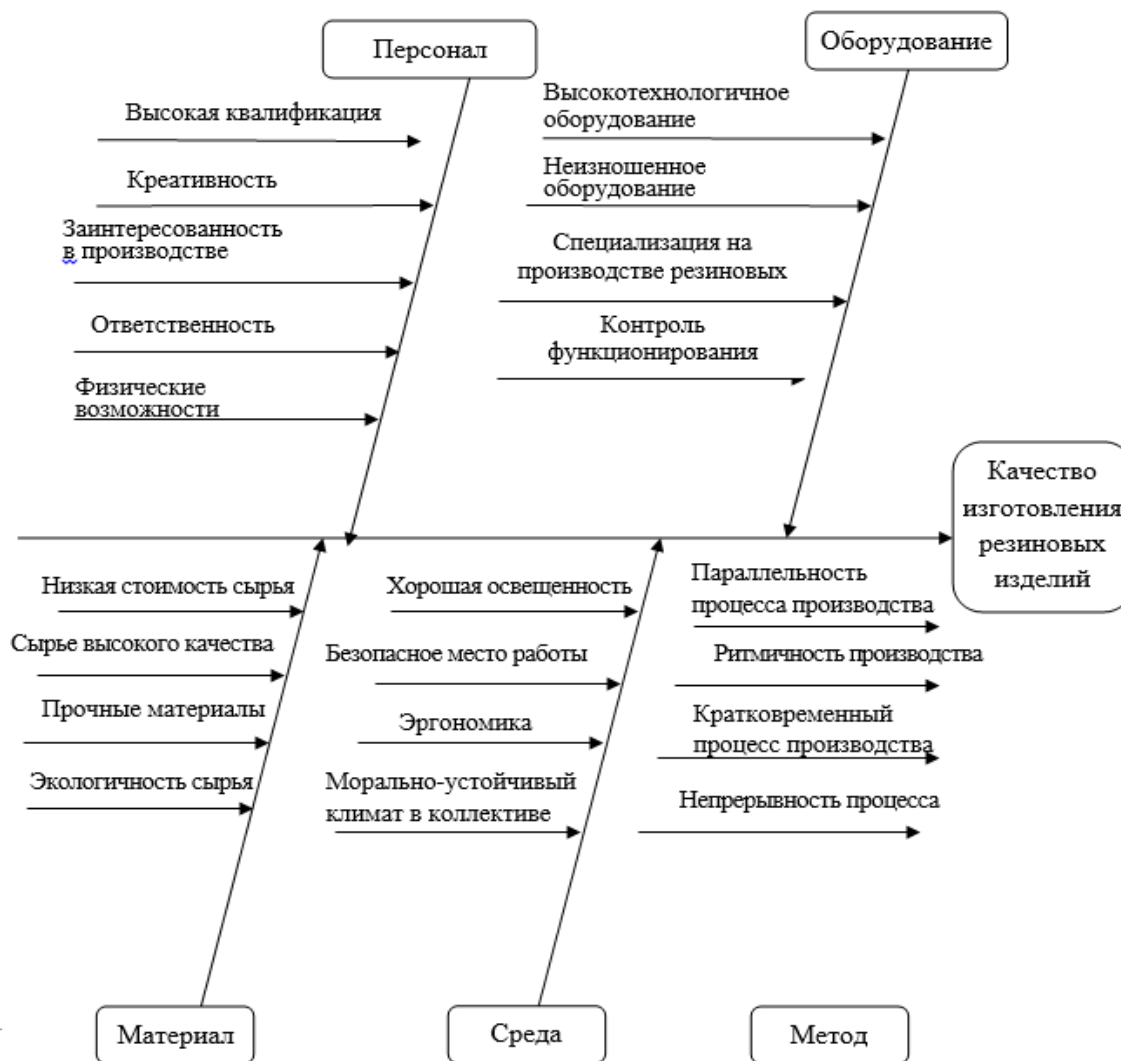 Персонал
Оборудование
Высокая квалификация
Креативность
Заинтересованность
в производстве
Ответственность
Физические
возможности
Высокотехнологичное
оборудование
Неизношенное
оборудование
Специализация на
производстве резиновых
Контроль
функционирования
Качество
изготовления
резиновых
изделий
Низкая стоимость сырья
Сырье высокого качества
Прочные материалы
Экологичность сырья
Хорошая освещенность
Безопасное место работы
Эргономика
Морально-устойчивый
климат в коллективе
Параллельность
процесса производства
Ритмичность производства
Кратковременный
процесс производства
Непрерывность процесса
Материал
Среда
Метод